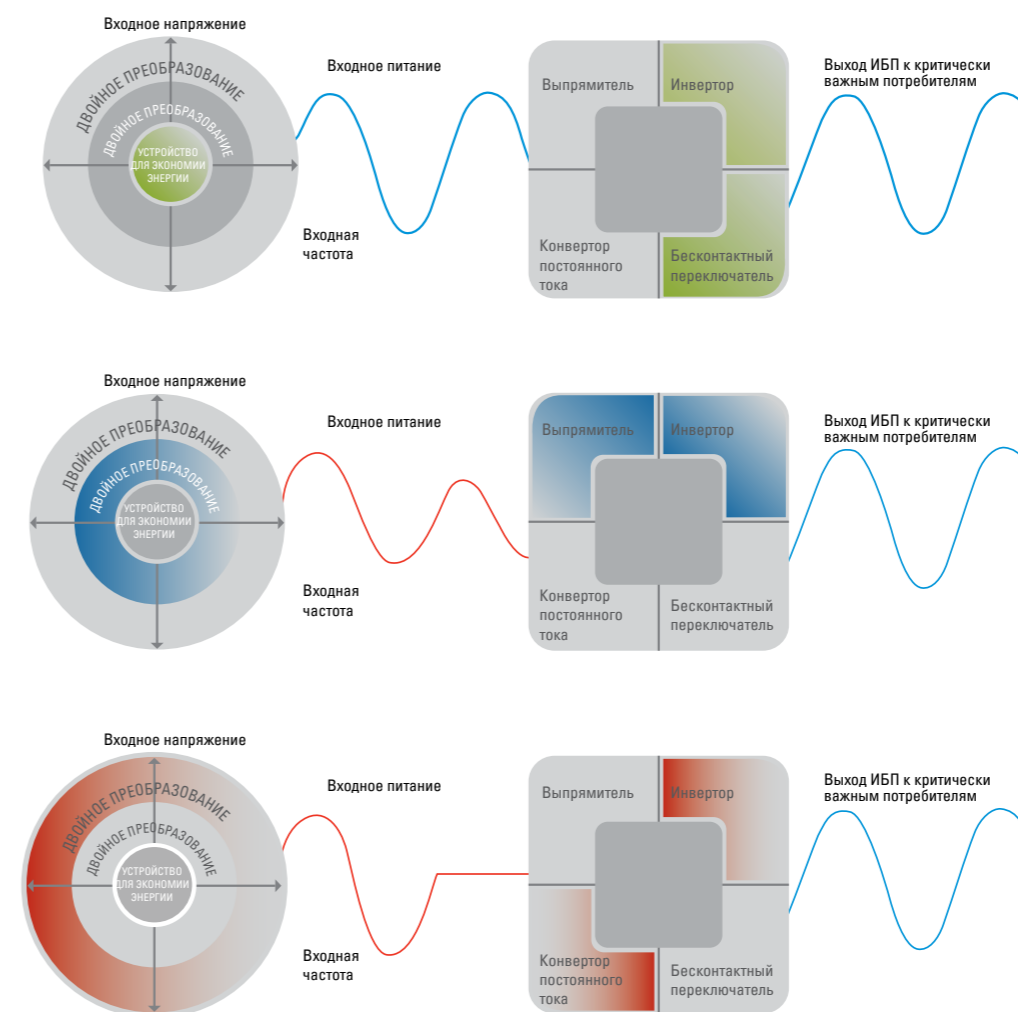 Входное напряжение
ДВОЙНОЕ ПРЕОБРАЗОВАНИЕ
ДВОЙНОЕ ПРЕОБРАЗОВАНИЕ
УСТРОЙСТВО
ДЛЯ ЭКОНОМИИ
ЭНЕРГИИ
Входное питание
Входная
частота
Выпрямитель
Инвертор
Конвертор
постоянного
тока
Бесконтактный
переключатель
Выход ИБП к критически
важным потребителям
Входное напряжение
ДВОЙНОЕ ПРЕОБРАЗОВАНИЕ
ДВОЙНОЕ ПРЕОБРАЗОВАНИЕ
УСТРОЙСТВО
ДЛЯ ЭКОНОМИИ
ЭНЕРГИИ
Входное питание
Входная
частота
Выпрямитель
Инвертор
Конвертор
постоянного
тока
Бесконтактный
переключатель
Выход ИБП к критически
важным потребителям
Входное напряжение
ДВОЙНОЕ ПРЕОБРАЗОВАНИЕ
ДВОЙНОЕ ПРЕОБРАЗОВАНИЕ
УСТРОЙСТВО
ДЛЯ ЭКОНОМИИ
ЭНЕРГИИ
Входное питание
Входная
частота
Выпрямитель
Инвертор
Конвертор
постоянного
тока
Бесконтактный
переключатель
Выход ИБП к критически
важным потребителям